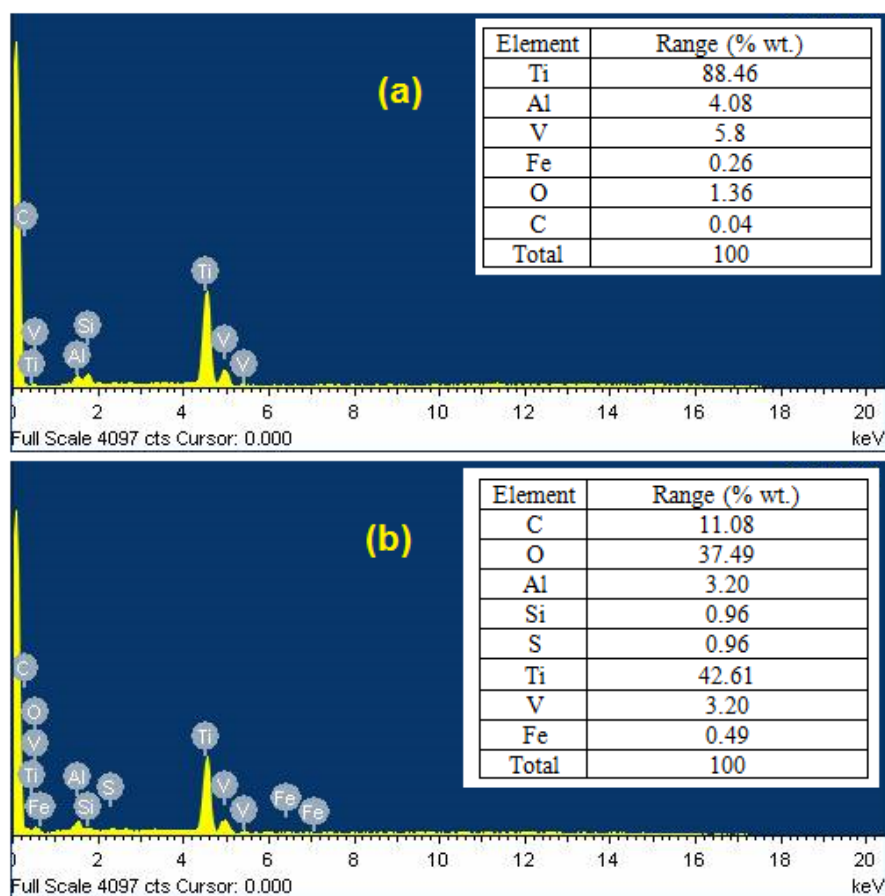 (a)
Element Range (% wt.)
Ti 88.46
Al 4.08
V 5.8
Fe 0.26
O 1.36
C 0.04
Total 100
C
Ti
V
Si
V
Ti Al V
0 2 4 6 8 10 12 14 16 18 20
Full Scale 4097 cts Cursor: 0.000 keV
(b)
Element Range (% wt.)
C 11.08
O 37.49
Al 3.20
Si 0.96
S 0.96
Ti 42.61
V 3.20
Fe 0.49
Total 100
C
O
Ti
V
Ti Al S V Fe
Fe Si V Fe
0 2 4 6 8 10 12 14 16 18 20
Full Scale 4097 cts Cursor: 0.000 keV